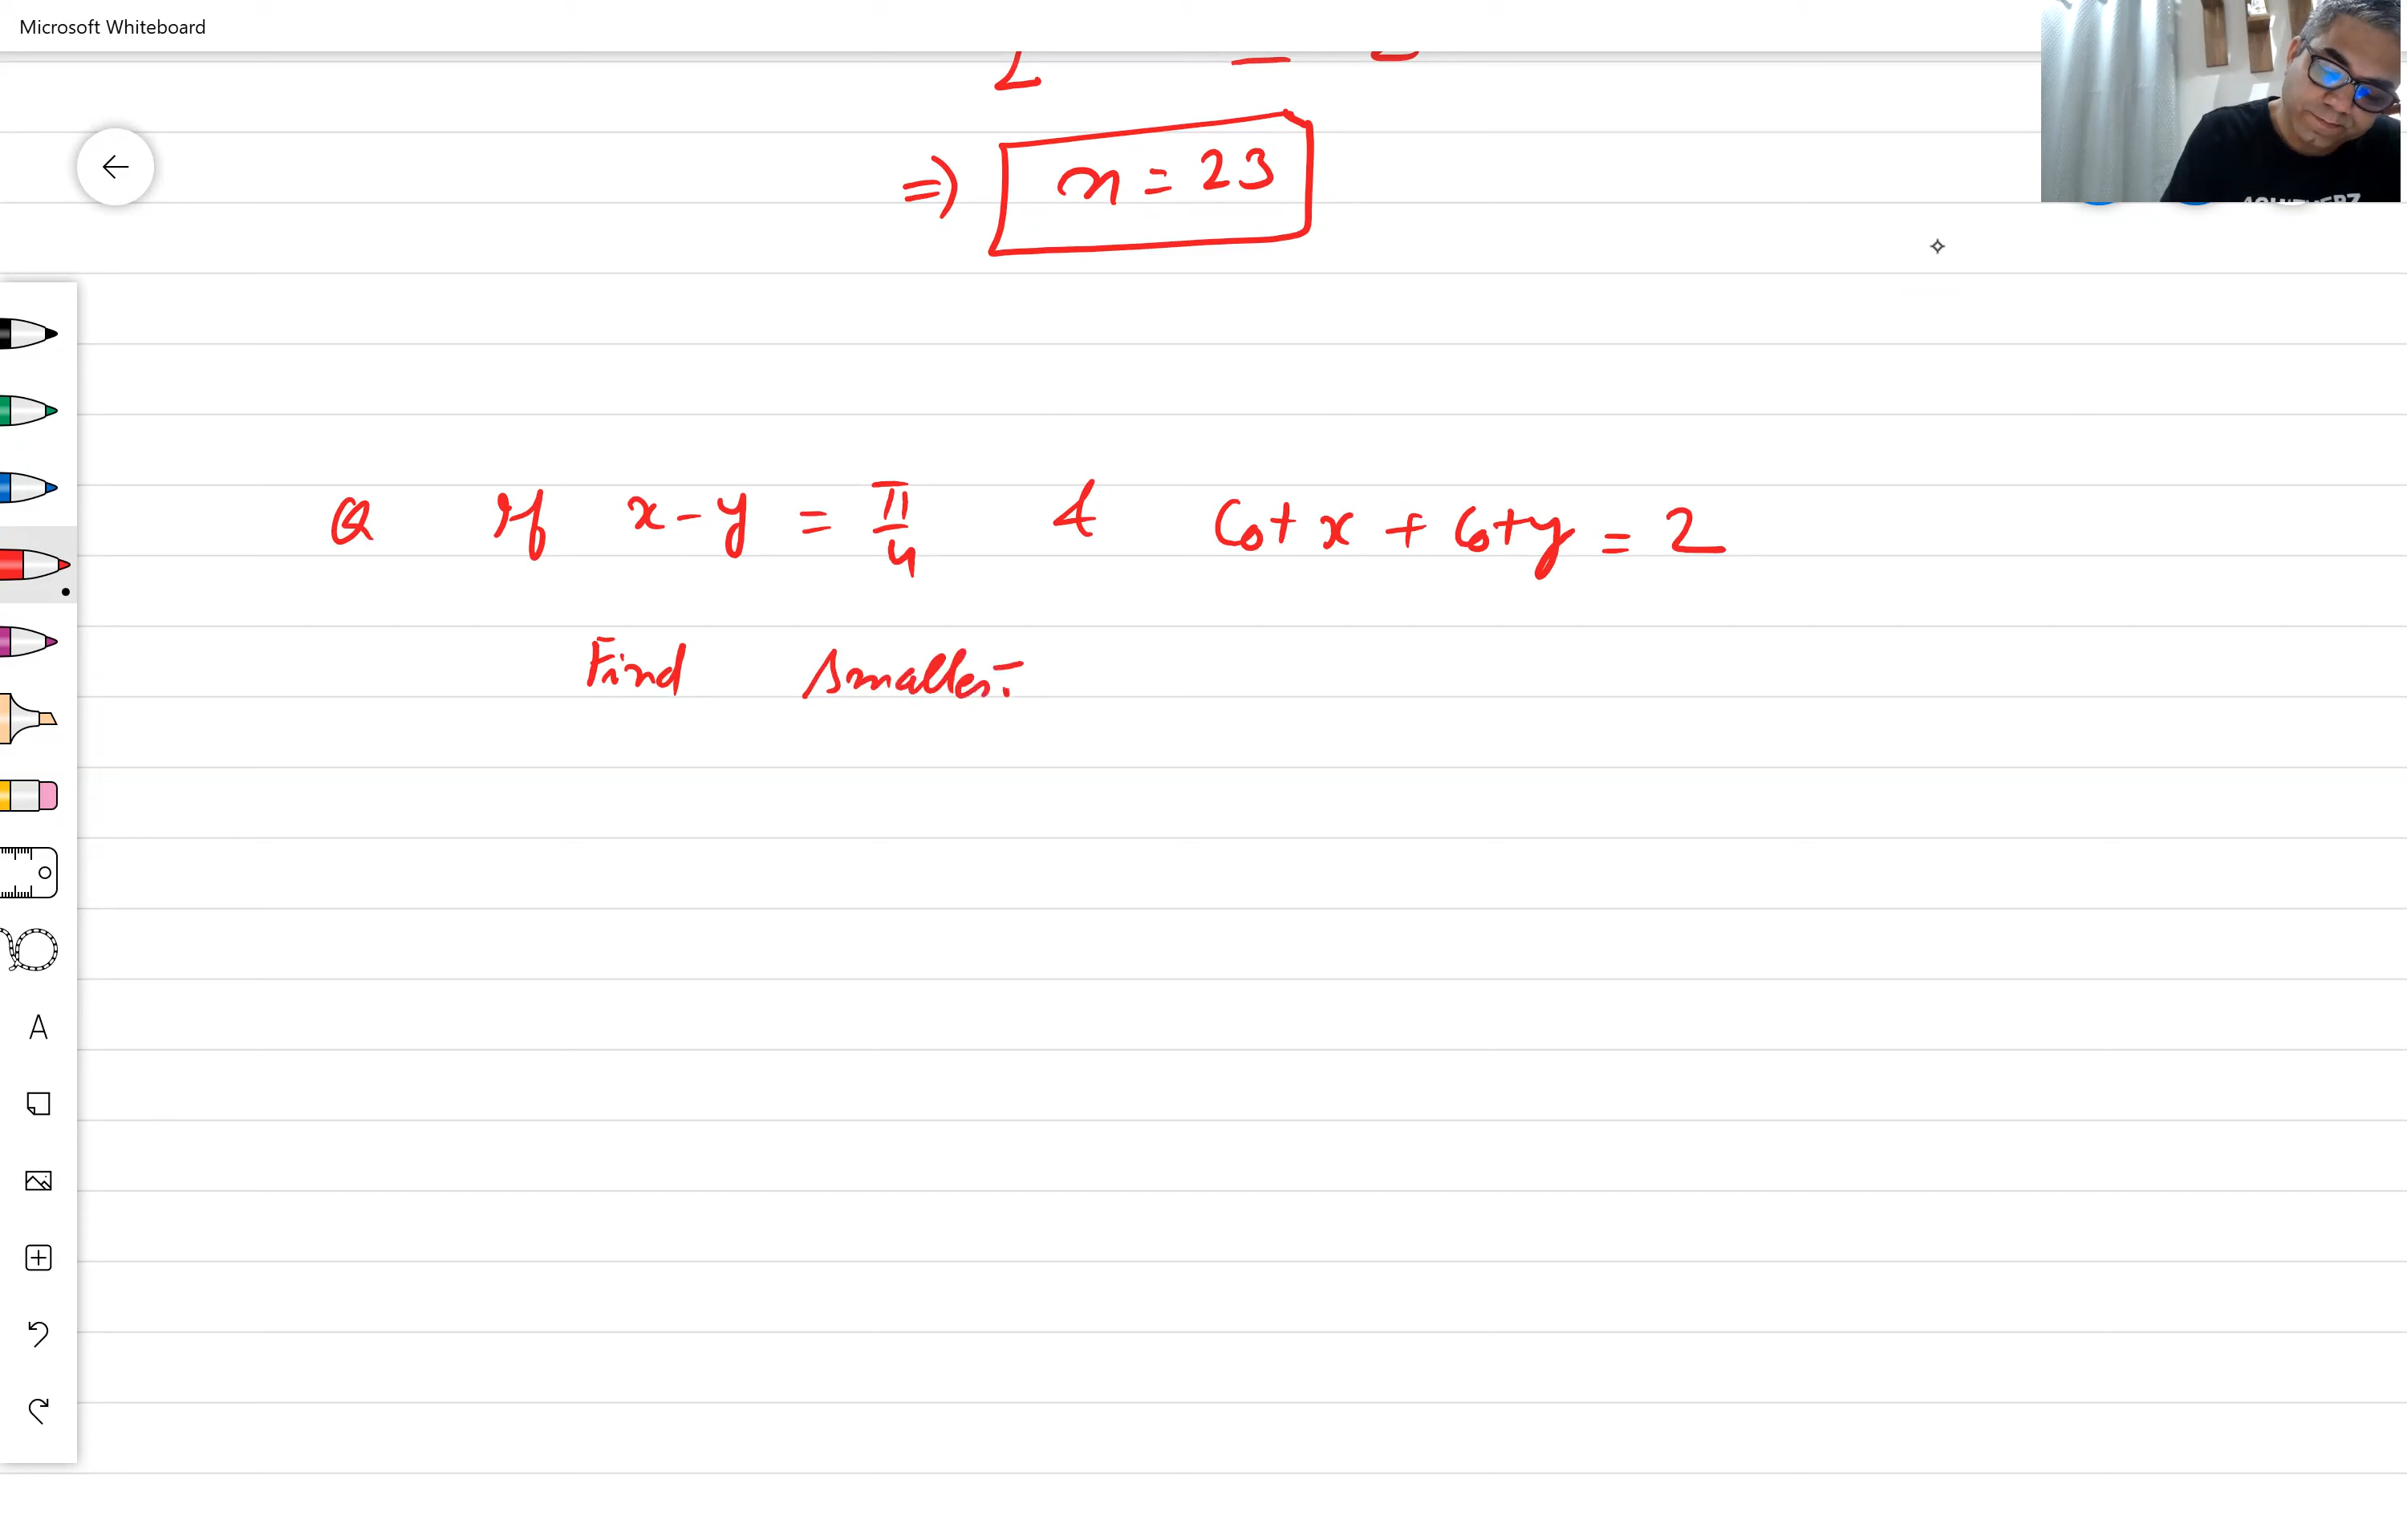 Microsoft Whiteboard
=> n = 23
Q If x - y = π/4 & Cot x + Cot y = 2
Find smallest
A